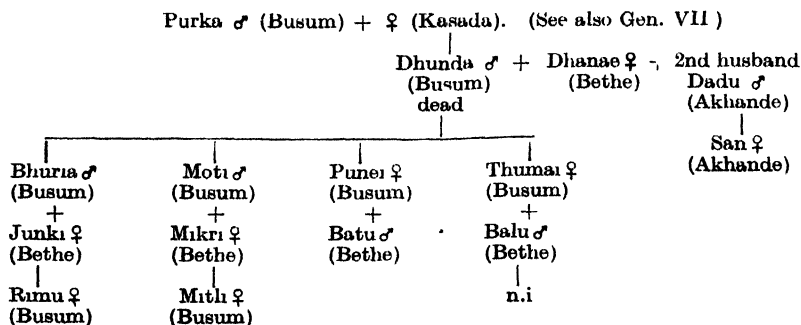 Purka ♂ (Busum) + ♀ (Kasada). (See also Gen. VII)
Dhunda ♂ + Dhanae ♀ -, 2nd husband
(Busum) (Bethe) Dadu ♂
dead (Akhande)
San ♀
(Akhande)
Bhuria ♂ Moti ♂ Punei ♀ Thumai ♀
(Busum) (Busum) (Busum) (Busum)
+ + + +
Junki ♀ Mikri ♀ Batu ♂ Balu ♂
(Bethe) (Bethe) (Bethe) (Bethe)
Rimu ♀ Mitli ♀ n.i
(Busum) (Busum)